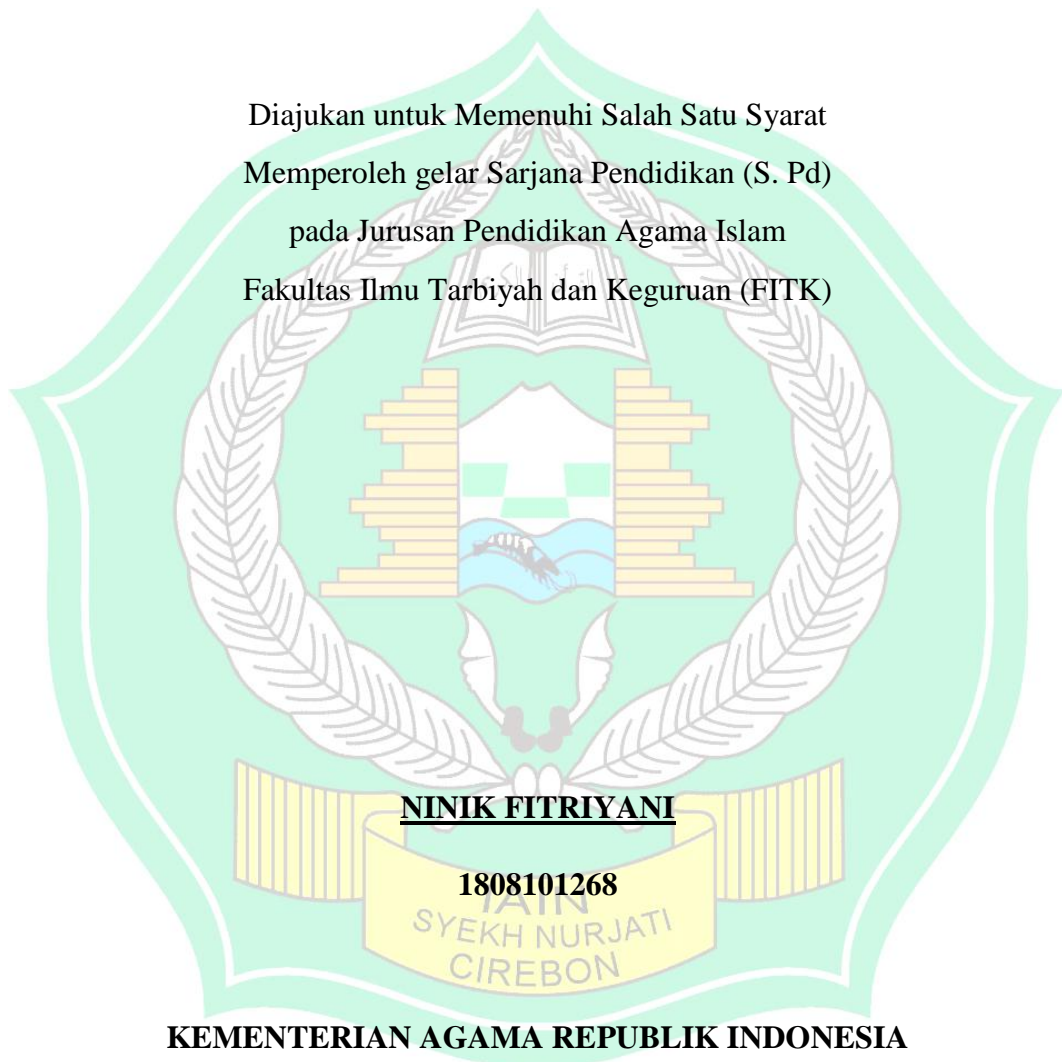 Diajukan untuk Memenuhi Salah Satu Syarat
Memperoleh gelar Sarjana Pendidikan (S. Pd)
pada Jurusan Pendidikan Agama Islam
Fakultas Ilmu Tarbiyah dan Keguruan (FITK)
NINIK FITRIYANI
1808101268
IAIN
SYEKH NURJATI
CIREBON
KEMENTERIAN AGAMA REPUBLIK INDONESIA